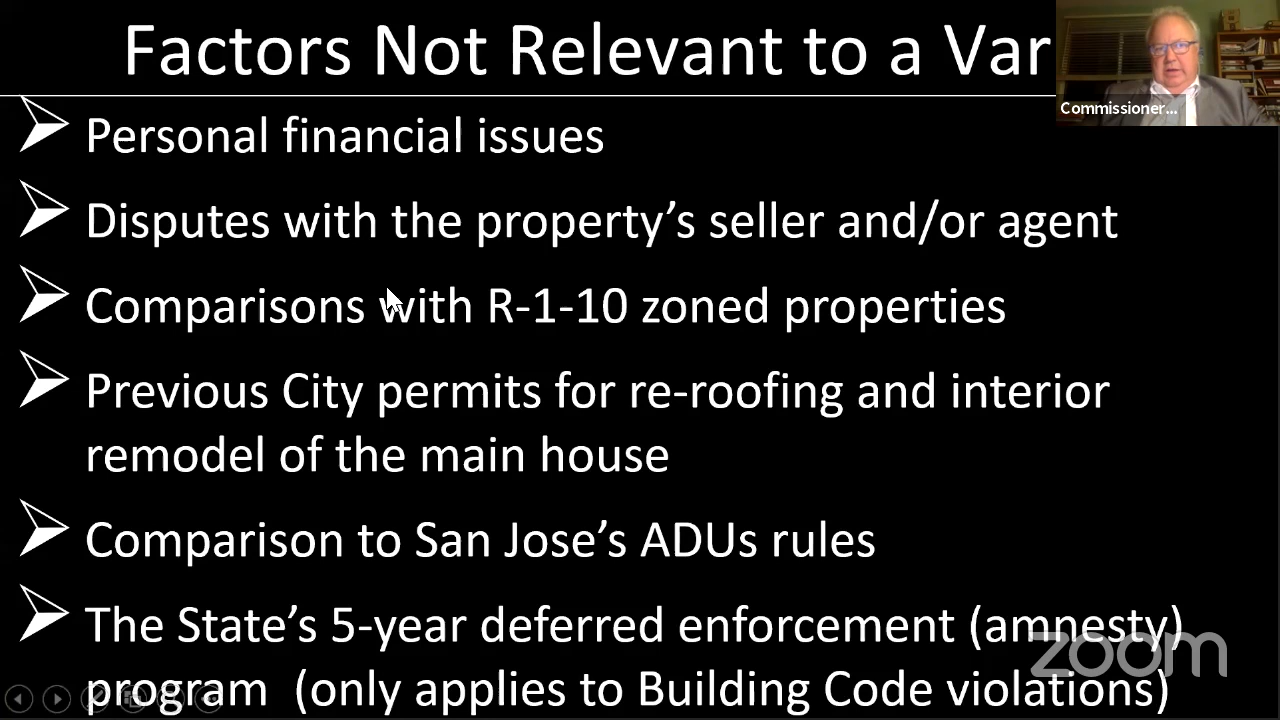 Factors Not Relevant to a Var
Commissioner...
Personal financial issues
Disputes with the property’s seller and/or agent
Comparisons with R-1-10 zoned properties
Previous City permits for re-roofing and interior
remodel of the main house
Comparison to San Jose’s ADUs rules
The State’s 5-year deferred enforcement (amnesty)
program (only applies to Building Code violations)
zoom